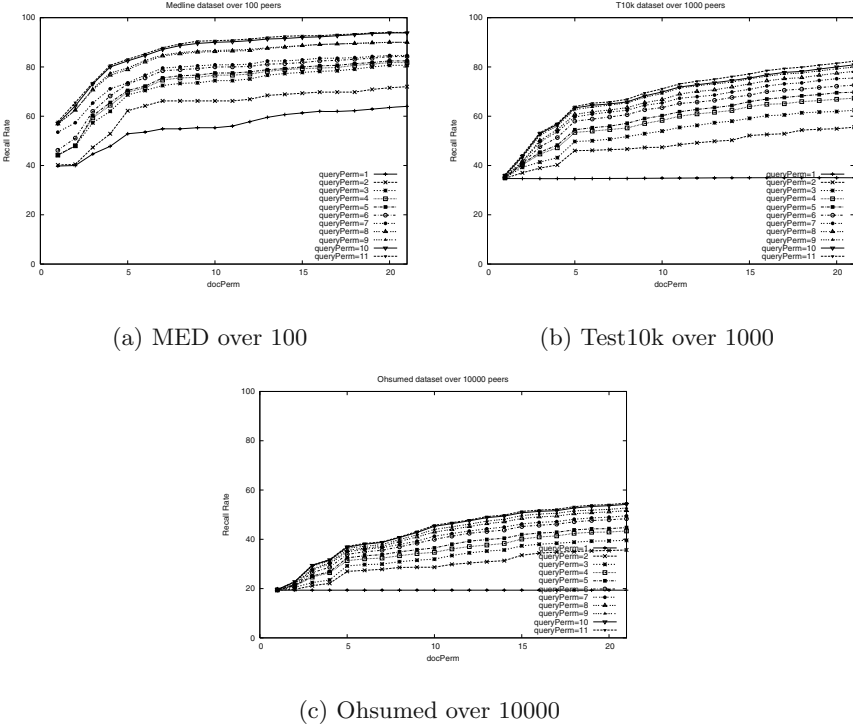 Medline dataset over 100 peers
100
80
60
40
20
0
Recall Rate
queryPerm=1
queryPerm=2
queryPerm=3
queryPerm=4
queryPerm=5
queryPerm=6
queryPerm=7
queryPerm=8
queryPerm=9
queryPerm=10
queryPerm=11
0 5 10 15 20
docPerm
(a) MED over 100
T10k dataset over 1000 peers
100
80
60
40
20
0
Recall Rate
queryPerm=1
queryPerm=2
queryPerm=3
queryPerm=4
queryPerm=5
queryPerm=6
queryPerm=7
queryPerm=8
queryPerm=9
queryPerm=10
queryPerm=11
0 5 10 15 20
docPerm
(b) Test10k over 1000
Ohsumed dataset over 10000 peers
100
80
60
40
20
0
Recall Rate
queryPerm=1
queryPerm=2
queryPerm=3
queryPerm=4
queryPerm=5
queryPerm=6
queryPerm=7
queryPerm=8
queryPerm=9
queryPerm=10
queryPerm=11
0 5 10 15 20
docPerm
(c) Ohsumed over 10000